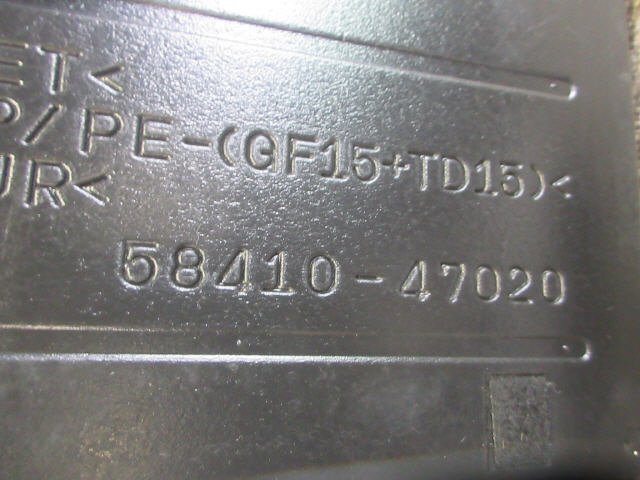 ET<
P/PE-(GF15+TD15)<
UR<
58410-47020